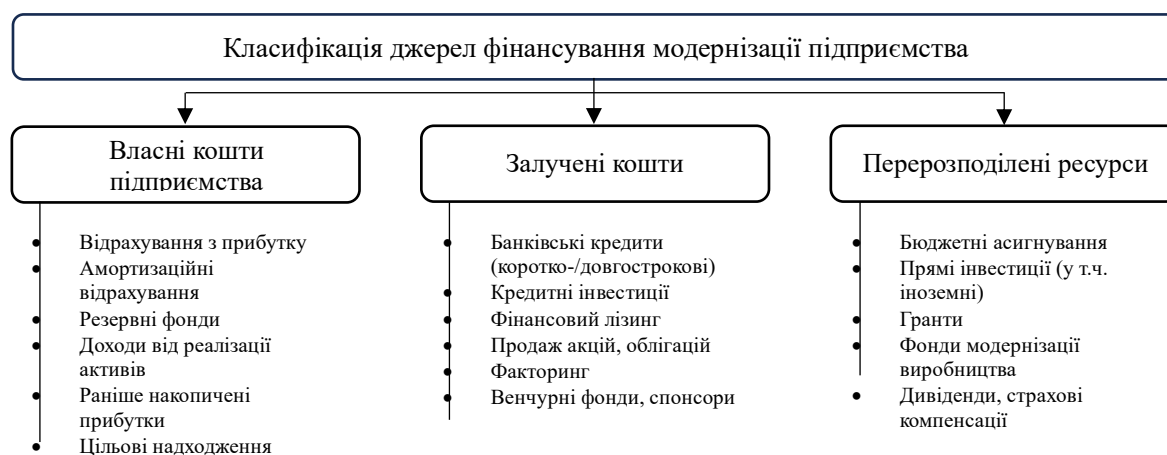 Класифікація джерел фінансування модернізації підприємства
Власні кошти
підприємства
• Відрахування з прибутку
• Амортизаційні
відрахування
• Резервні фонди
• Доходи від реалізації
активів
• Раніше накопичені
прибутки
• Цільові надходження
Залучені кошти
• Банківські кредити
(коротко-/довгострокові)
• Кредитні інвестиції
• Фінансовий лізинг
• Продаж акцій, облігацій
• Факторинг
• Венчурні фонди, спонсори
Перерозподілені ресурси
• Бюджетні асигнування
• Прямі інвестиції (у т.ч.
іноземні)
• Гранти
• Фонди модернізації
виробництва
• Дивіденди, страхові
компенсації